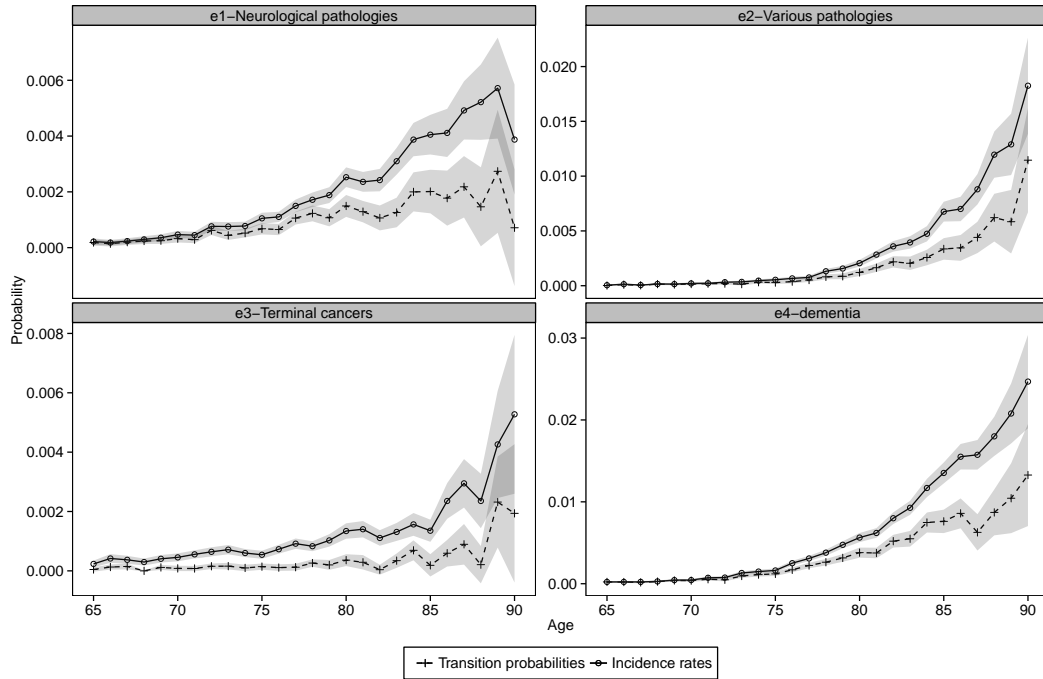 e1−Neurological pathologies
e2−Various pathologies
0.006
0.004
0.002
0.000
0.020
0.015
0.010
0.005
0.000
Probability
e3−Terminal cancers
e4−dementia
0.008
0.006
0.004
0.002
0.000
0.03
0.02
0.01
0.00
65 70 75 80 85 90
65 70 75 80 85 90
Age
Transition probabilities Incidence rates